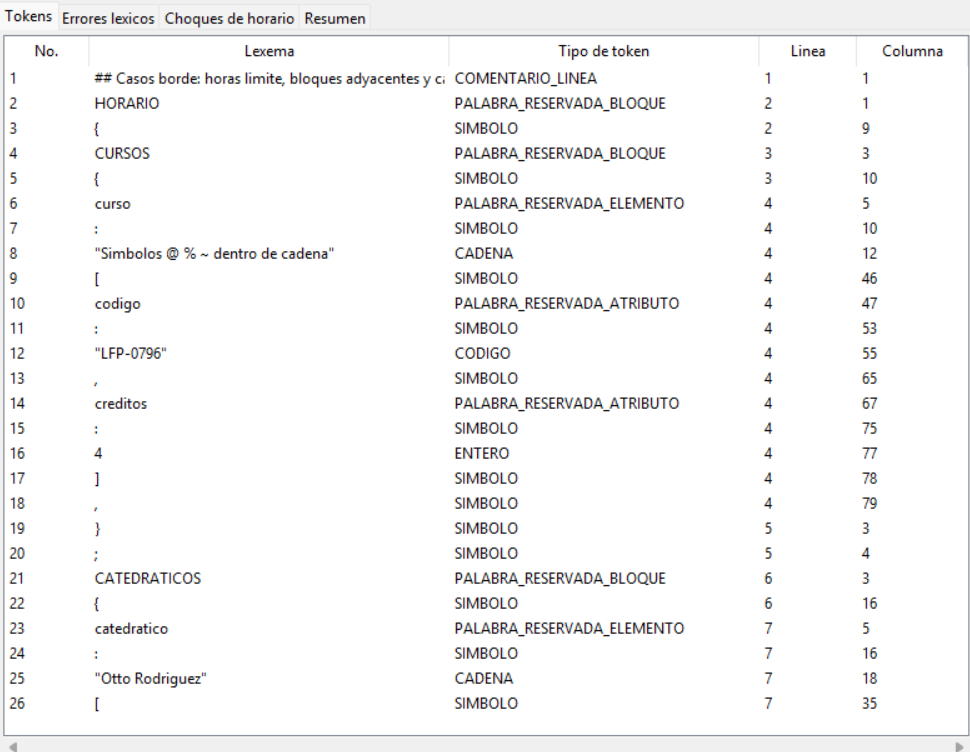 Tokens Errores lexicos Choques de horario Resumen
No. Lexema Tipo de token Linea Columna
1 ## Casos borde: horas limite, bloques adyacentes y ca COMENTARIO_LINEA 1 1
2 HORARIO PALABRA_RESERVADA_BLOQUE 2 1
3 { SIMBOLO 2 9
4 CURSOS PALABRA_RESERVADA_BLOQUE 3 3
5 { SIMBOLO 3 10
6 curso PALABRA_RESERVADA_ELEMENTO 4 5
7 : SIMBOLO 4 10
8 "Simbolos @ % ~ dentro de cadena" CADENA 4 12
9 [ SIMBOLO 4 46
10 codigo PALABRA_RESERVADA_ATRIBUTO 4 47
11 : SIMBOLO 4 53
12 "LFP-0796" CODIGO 4 55
13 , SIMBOLO 4 65
14 creditos PALABRA_RESERVADA_ATRIBUTO 4 67
15 : SIMBOLO 4 75
16 4 ENTERO 4 77
17 ] SIMBOLO 4 78
18 , SIMBOLO 4 79
19 } SIMBOLO 5 3
20 ; SIMBOLO 5 4
21 CATEDRATICOS PALABRA_RESERVADA_BLOQUE 6 3
22 { SIMBOLO 6 16
23 catedratico PALABRA_RESERVADA_ELEMENTO 7 5
24 : SIMBOLO 7 16
25 "Otto Rodriguez" CADENA 7 18
26 [ SIMBOLO 7 35